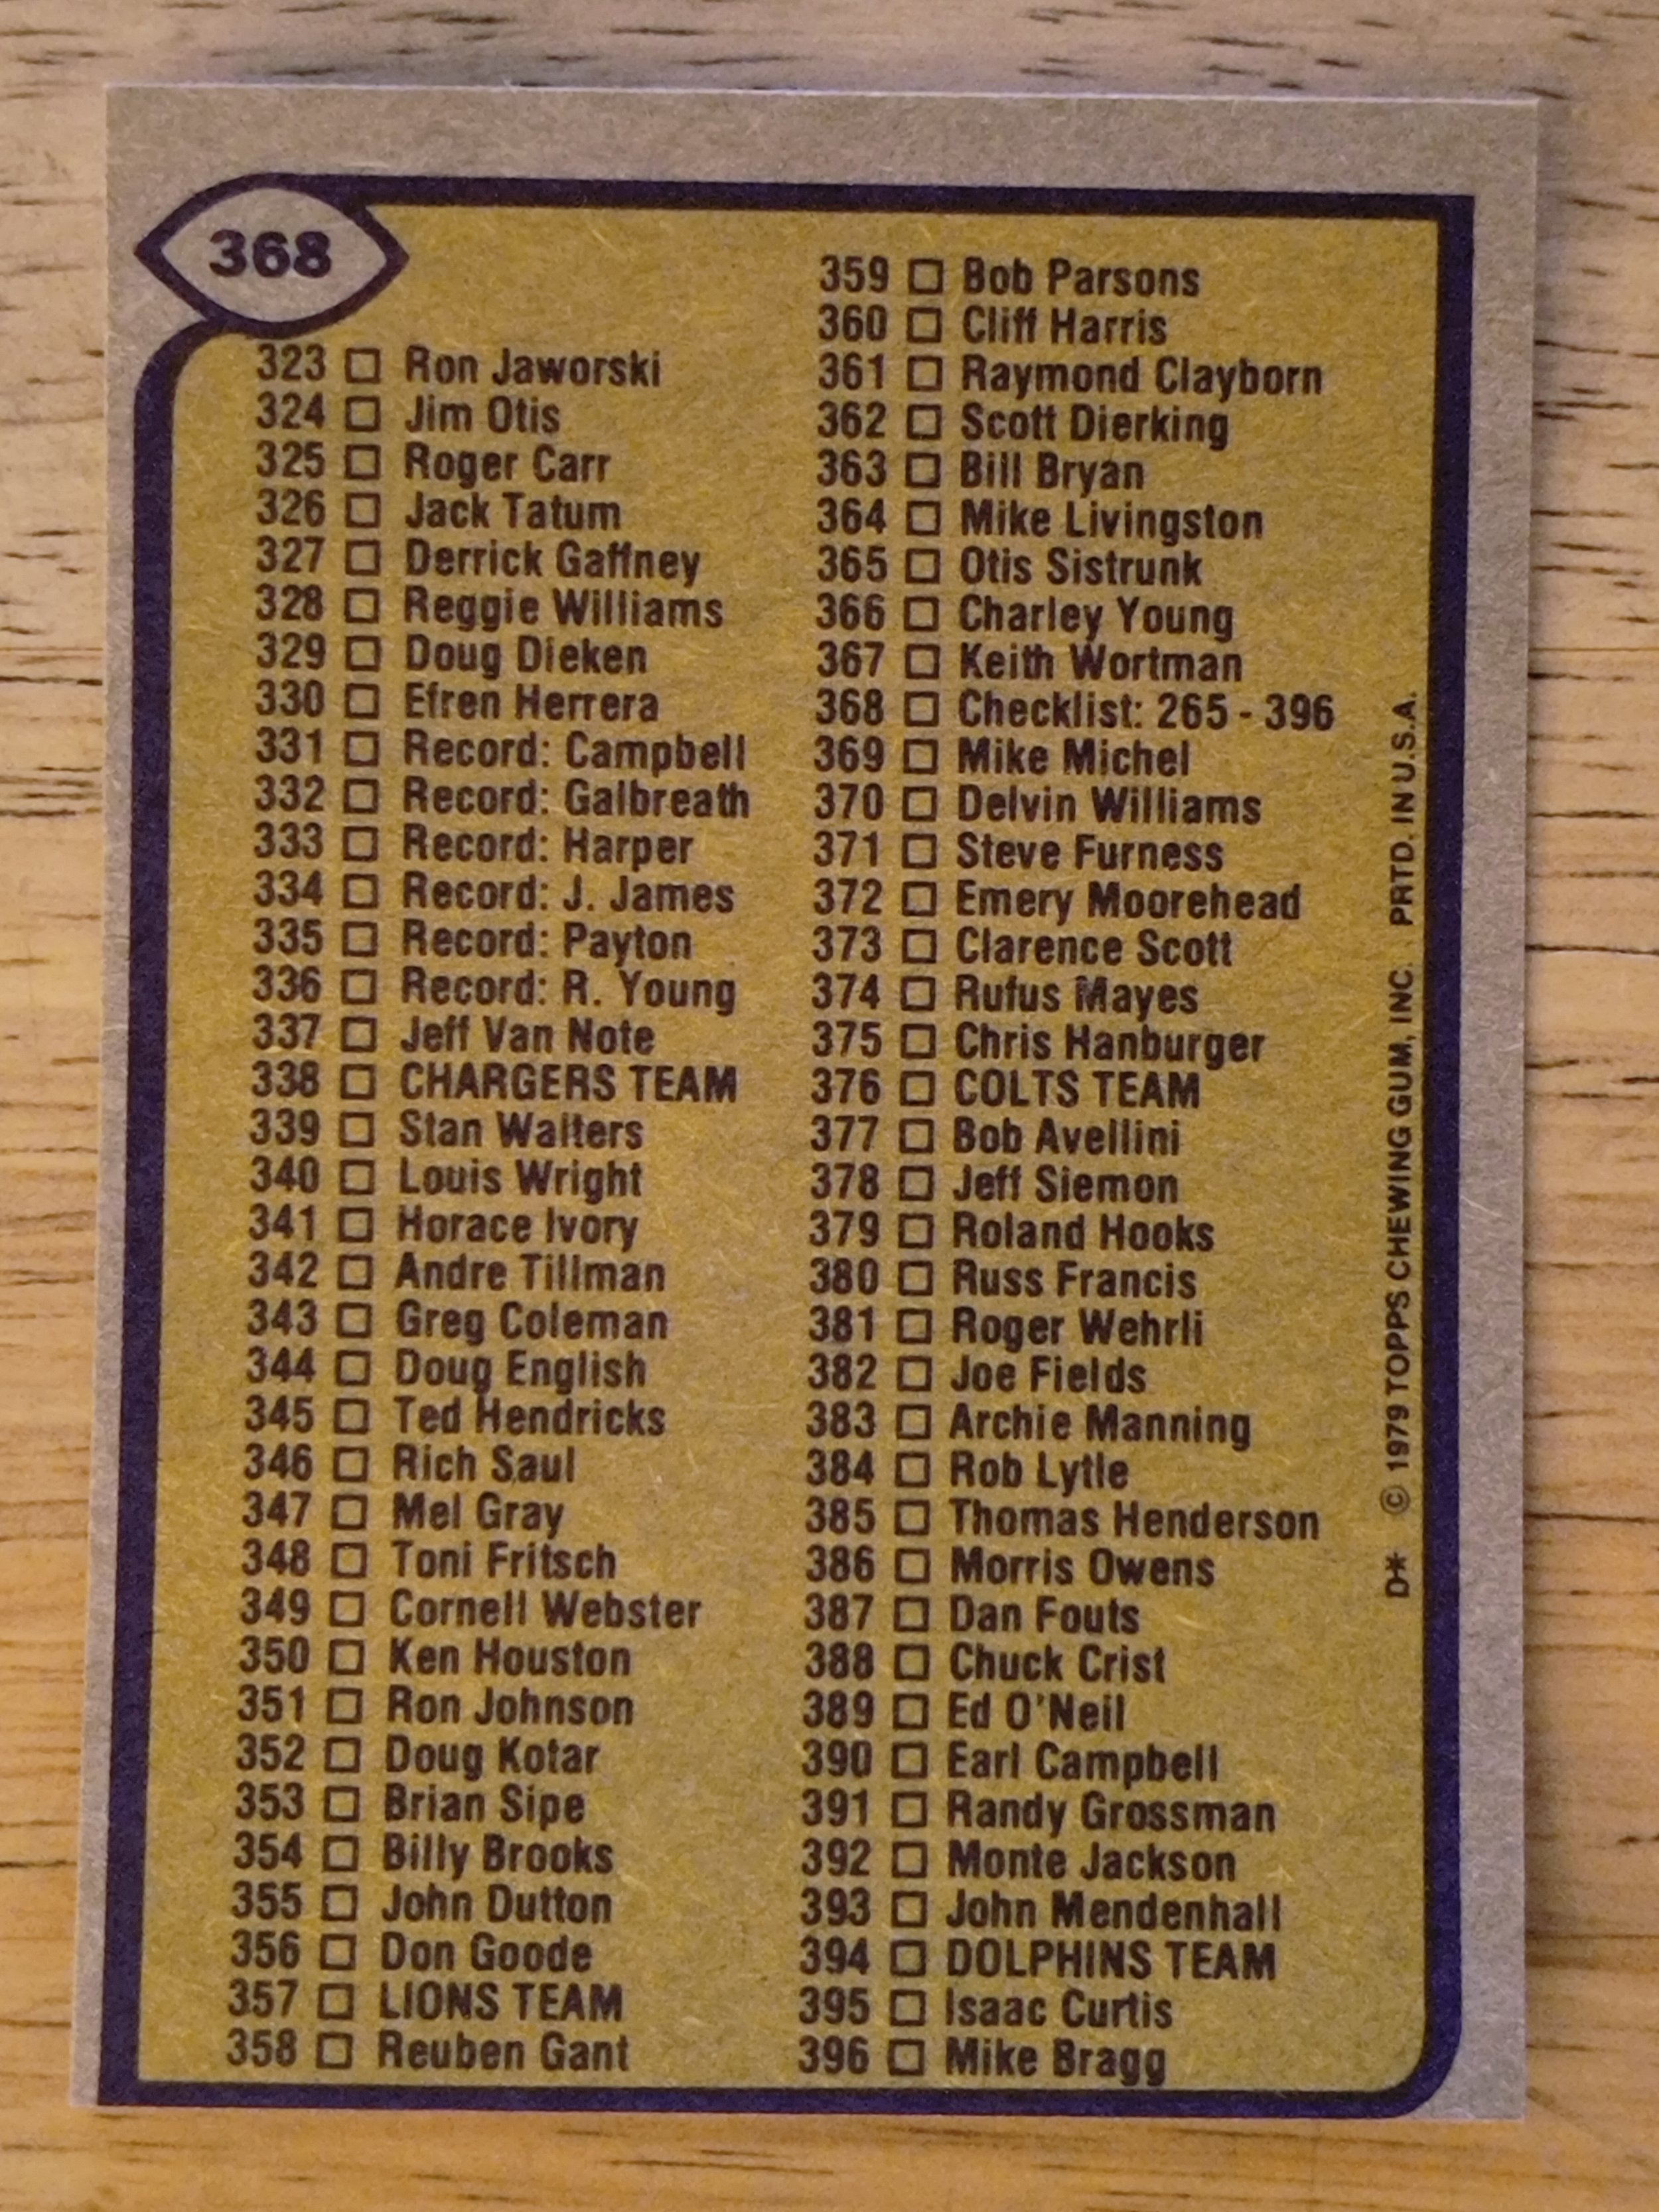 368
323 □ Ron Jaworski
324 □ Jim Otis
325 □ Roger Carr
326 □ Jack Tatum
327 □ Derrick Gaffney
328 □ Reggie Williams
329 □ Doug Dieken
330 □ Efren Herrera
331 □ Record: Campbell
332 □ Record: Galbreath
333 □ Record: Harper
334 □ Record: J. James
335 □ Record: Payton
336 □ Record: R. Young
337 □ Jeff Van Note
338 □ CHARGERS TEAM
339 □ Stan Walters
340 □ Louis Wright
341 □ Horace Ivory
342 □ Andre Tillman
343 □ Greg Coleman
344 □ Doug English
345 □ Ted Hendricks
346 □ Rich Saul
347 □ Mel Gray
348 □ Toni Fritsch
349 □ Cornell Webster
350 □ Ken Houston
351 □ Ron Johnson
352 □ Doug Kotar
353 □ Brian Sipe
354 □ Billy Brooks
355 □ John Dutton
356 □ Don Goode
357 □ LIONS TEAM
358 □ Reuben Gant
359 □ Bob Parsons
360 □ Cliff Harris
361 □ Raymond Clayborn
362 □ Scott Dierking
363 □ Bill Bryan
364 □ Mike Livingston
365 □ Otis Sistrunk
366 □ Charley Young
367 □ Keith Wortman
368 □ Checklist: 265 - 396
369 □ Mike Michel
370 □ Delvin Williams
371 □ Steve Furness
372 □ Emery Moorehead
373 □ Clarence Scott
374 □ Rufus Mayes
375 □ Chris Hanburger
376 □ COLTS TEAM
377 □ Bob Avellini
378 □ Jeff Siemon
379 □ Roland Hooks
380 □ Russ Francis
381 □ Roger Wehrli
382 □ Joe Fields
383 □ Archie Manning
384 □ Rob Lytle
385 □ Thomas Henderson
386 □ Morris Owens
387 □ Dan Fouts
388 □ Chuck Crist
389 □ Ed O'Neil
390 □ Earl Campbell
391 □ Randy Grossman
392 □ Monte Jackson
393 □ John Mendenhall
394 □ DOLPHINS TEAM
395 □ Isaac Curtis
396 □ Mike Bragg
D* © 1979 TOPPS CHEWING GUM, INC. PRTD. IN U.S.A.